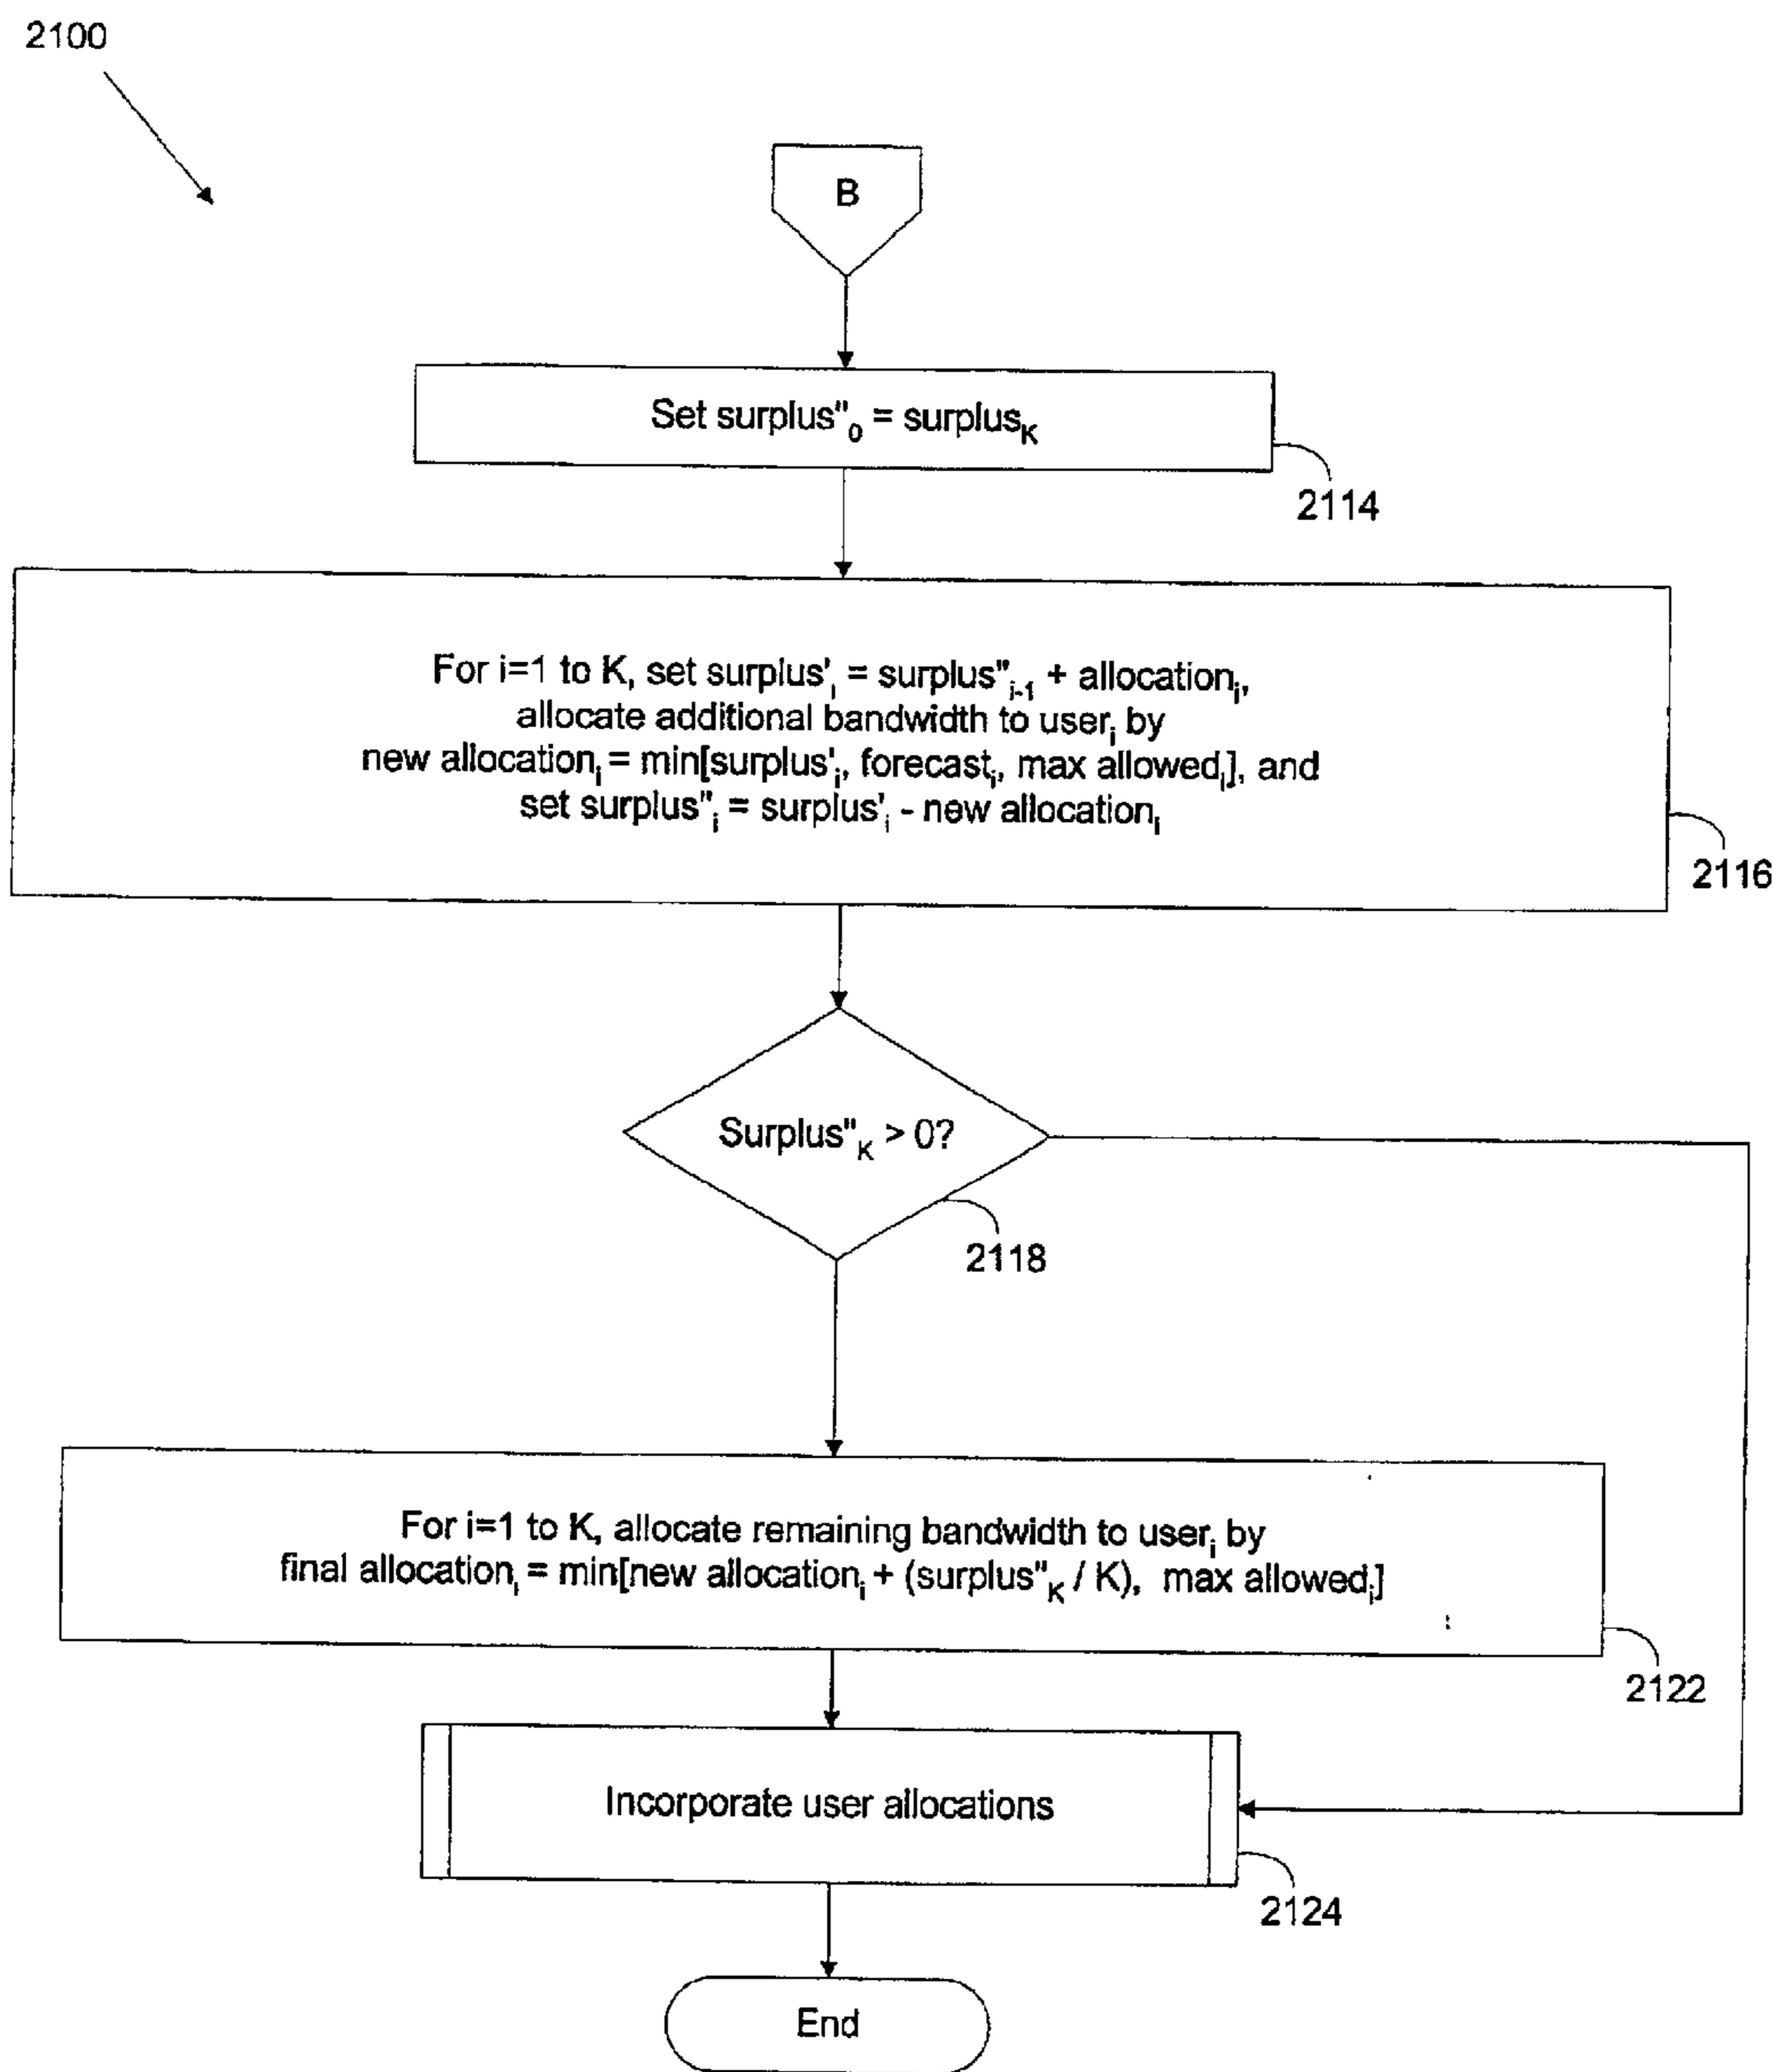 2100
B
Set surplus"₀ = surplus_K
2114
For i=1 to K, set surplus'ᵢ = surplus"ᵢ₋₁ + allocationᵢ,
allocate additional bandwidth to userᵢ by
new allocationᵢ = min[surplus'ᵢ, forecastᵢ, max allowedᵢ], and
set surplus"ᵢ = surplus'ᵢ - new allocationᵢ
2116
Surplus"_K > 0?
2118
For i=1 to K, allocate remaining bandwidth to userᵢ by
final allocationᵢ = min[new allocationᵢ + (surplus"_K / K), max allowedᵢ]
2122
Incorporate user allocations
2124
End